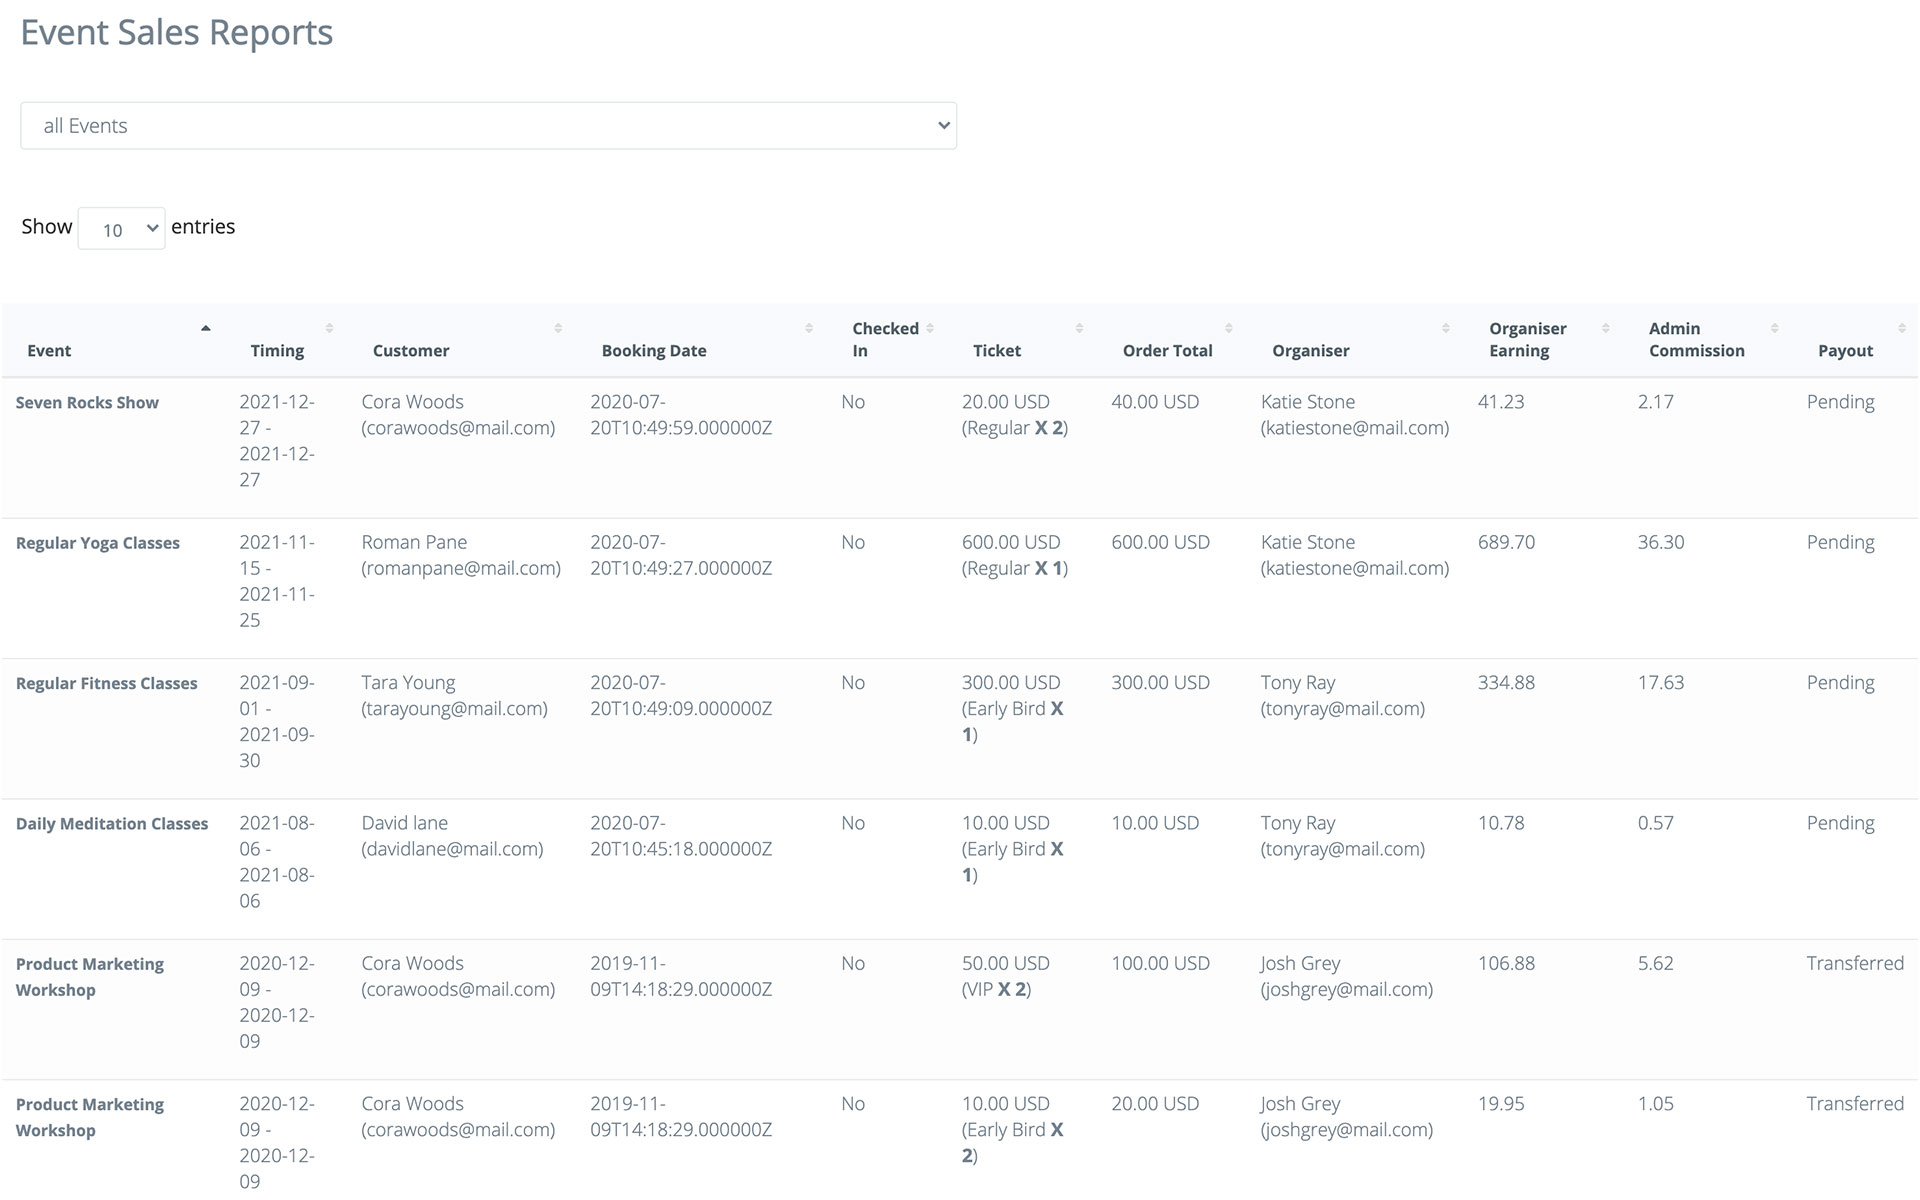 Event Sales Reports
all Events
Show 10 entries
Event Timing Customer Booking Date Checked In Ticket Order Total Organiser Organiser Earning Admin Commission Payout
Seven Rocks Show 2021-12- Cora Woods 2020-07- No 20.00 USD 40.00 USD Katie Stone 41.23 2.17 Pending
27 - (corawoods@mail.com) 20T10:49:59.000000Z (Regular X 2) (katiestone@mail.com)
2021-12-
27
Regular Yoga Classes 2021-11- Roman Pane 2020-07- No 600.00 USD 600.00 USD Katie Stone 689.70 36.30 Pending
15 - (romanpane@mail.com) 20T10:49:27.000000Z (Regular X 1) (katiestone@mail.com)
2021-11-
25
Regular Fitness Classes 2021-09- Tara Young 2020-07- No 300.00 USD 300.00 USD Tony Ray 334.88 17.63 Pending
01 - (tarayoung@mail.com) 20T10:49:09.000000Z (Early Bird X (tonyray@mail.com)
2021-09- 1)
30
Daily Meditation Classes 2021-08- David lane 2020-07- No 10.00 USD 10.00 USD Tony Ray 10.78 0.57 Pending
06 - (davidlane@mail.com) 20T10:45:18.000000Z (Early Bird X (tonyray@mail.com)
2021-08- 1)
06
Product Marketing 2020-12- Cora Woods 2019-11- No 50.00 USD 100.00 USD Josh Grey 106.88 5.62 Transferred
Workshop 09 - (corawoods@mail.com) 09T14:18:29.000000Z (VIP X 2) (joshgrey@mail.com)
2020-12-
09
Product Marketing 2020-12- Cora Woods 2019-11- No 10.00 USD 20.00 USD Josh Grey 19.95 1.05 Transferred
Workshop 09 - (corawoods@mail.com) 09T14:18:29.000000Z (Early Bird X (joshgrey@mail.com)
2020-12- 2)
09